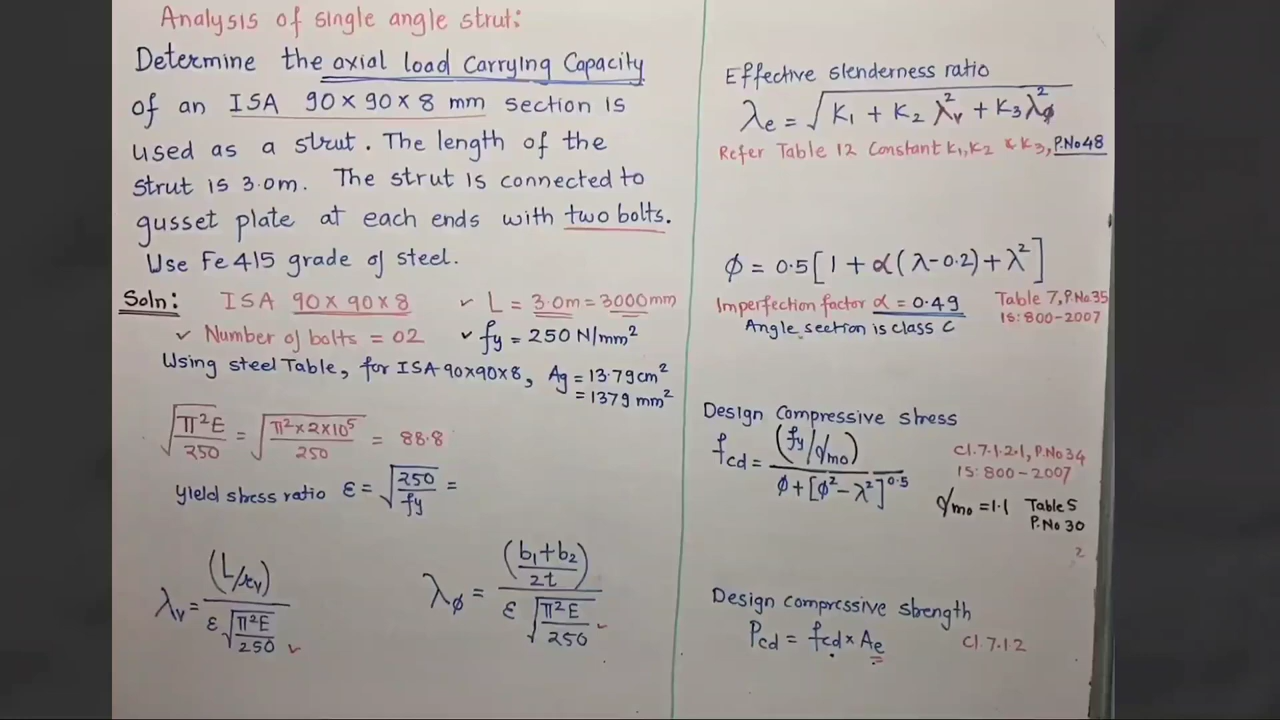 Analysis of single angle strut:
Determine the axial load carrying capacity
of an ISA 90×90×8 mm section is
used as a strut. The length of the
strut is 3.0m. The strut is connected to
gusset plate at each ends with two bolts.
Use Fe415 grade of steel.
Soln: ISA 90×90×8 ✓ L = 3.0m = 3000mm
✓ Number of bolts = 02 ✓ fy = 250 N/mm²
Using steel Table, for ISA 90×90×8, Ag = 13.79cm²
= 1379 mm²
√(π²E/250) = √(π²×2×10⁵/250) = 88.8
Yield stress ratio ε = √(250/fy) =
λv = (L/rv) / (ε√(π²E/250)) ✓
λφ = ((b₁+b₂)/2t) / (ε√(π²E/250)) ✓
Effective slenderness ratio
λe = √(K₁ + K₂ λv² + K₃ λφ²)
Refer Table 12 Constant K₁,K₂ & K₃, P.No48
φ = 0.5[1 + α(λ-0.2) + λ²]
Imperfection factor α = 0.49 Table 7, P.No.35
Angle section is class C IS:800-2007
Design Compressive stress
fcd = (fy/γmo) / (φ+[φ²-λ²]^0.5)
Cl.7.1.2.1, P.No34
IS:800-2007
γmo = 1.1 Table 5
P.No 30
2
Design compressive strength
Pcd = fcd × Ae Cl.7.1.2